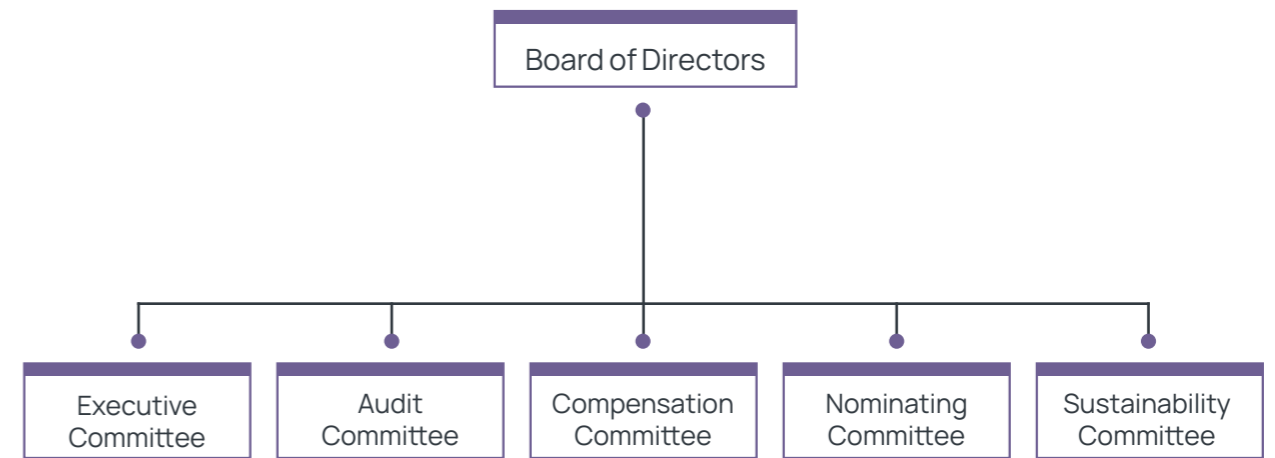 Board of Directors
Executive
Committee
Audit
Committee
Compensation
Committee
Nominating
Committee
Sustainability
Committee